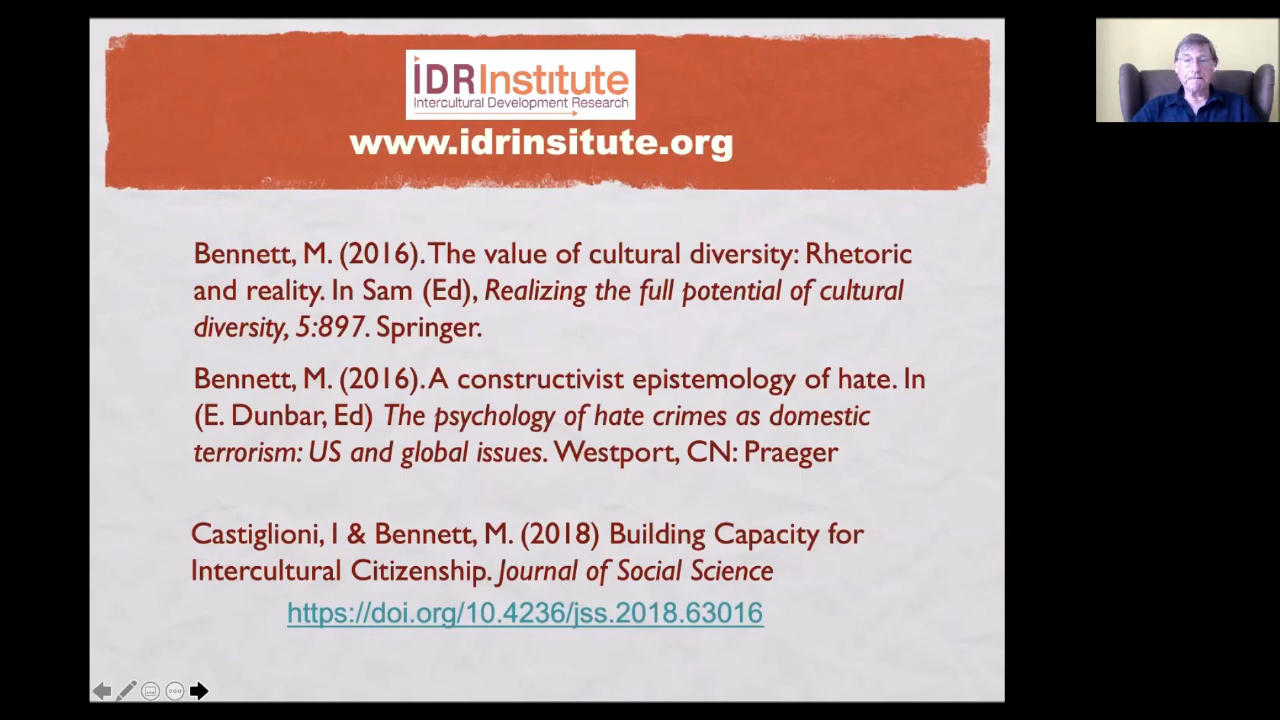 iDRInstitute
Intercultural Development Research
www.idrinsitute.org
Bennett, M. (2016). The value of cultural diversity: Rhetoric
and reality. In Sam (Ed), Realizing the full potential of cultural
diversity, 5:897. Springer.
Bennett, M. (2016). A constructivist epistemology of hate. In
(E. Dunbar, Ed) The psychology of hate crimes as domestic
terrorism: US and global issues. Westport, CN: Praeger
Castiglioni, I & Bennett, M. (2018) Building Capacity for
Intercultural Citizenship. Journal of Social Science
https://doi.org/10.4236/jss.2018.63016